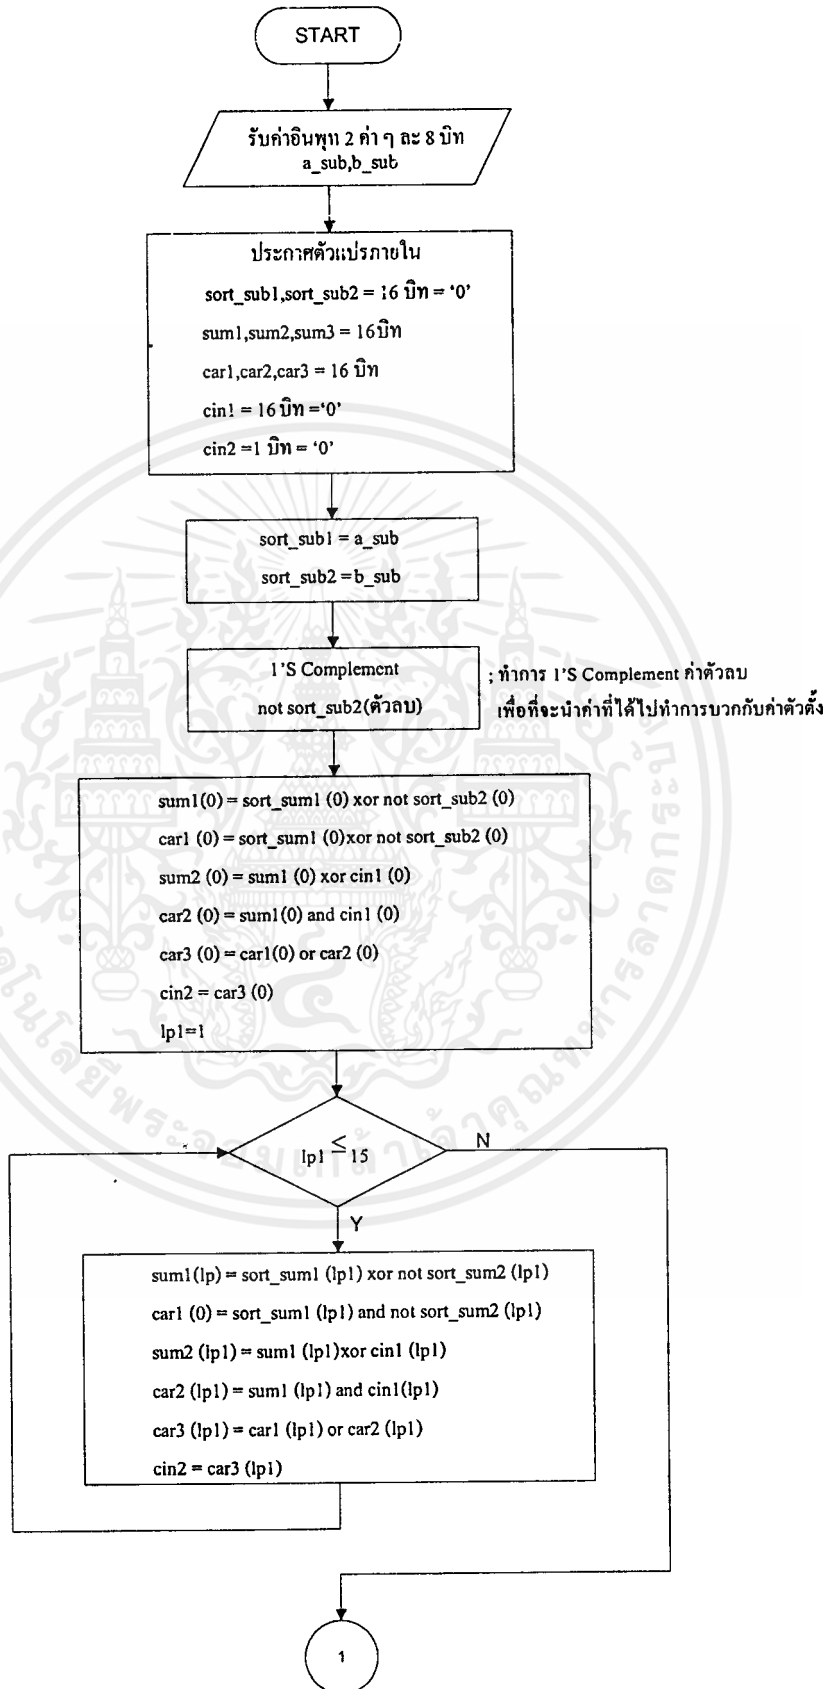 START
รับค่าอินพุท 2 ค่า ๆ ละ 8 บิท
a_sub,b_sub
ประกาศตัวแปรภายใน
sort_sub1,sort_sub2 = 16 บิท = ‘0’
sum1,sum2,sum3 = 16บิท
car1,car2,car3 = 16 บิท
cin1 = 16 บิท =‘0’
cin2 =1 บิท = ‘0’
sort_sub1 = a_sub
sort_sub2 =b_sub
1’S Complement
not sort_sub2(ตัวลบ)
; ทำการ 1’S Complement ค่าตัวลบ
เพื่อที่จะนำค่าที่ได้ไปทำการบวกกับค่าตัวตั้ง
sum1(0) = sort_sum1 (0) xor not sort_sub2 (0)
car1 (0) = sort_sum1 (0)xor not sort_sub2 (0)
sum2 (0) = sum1 (0) xor cin1 (0)
car2 (0) = sum1(0) and cin1 (0)
car3 (0) = car1(0) or car2 (0)
cin2 = car3 (0)
lp1=1
lp1 ≤ 15
N
Y
sum1(lp) = sort_sum1 (lp1) xor not sort_sum2 (lp1)
car1 (0) = sort_sum1 (lp1) and not sort_sum2 (lp1)
sum2 (lp1) = sum1 (lp1)xor cin1 (lp1)
car2 (lp1) = sum1 (lp1) and cin1(lp1)
car3 (lp1) = car1 (lp1) or car2 (lp1)
cin2 = car3 (lp1)
1